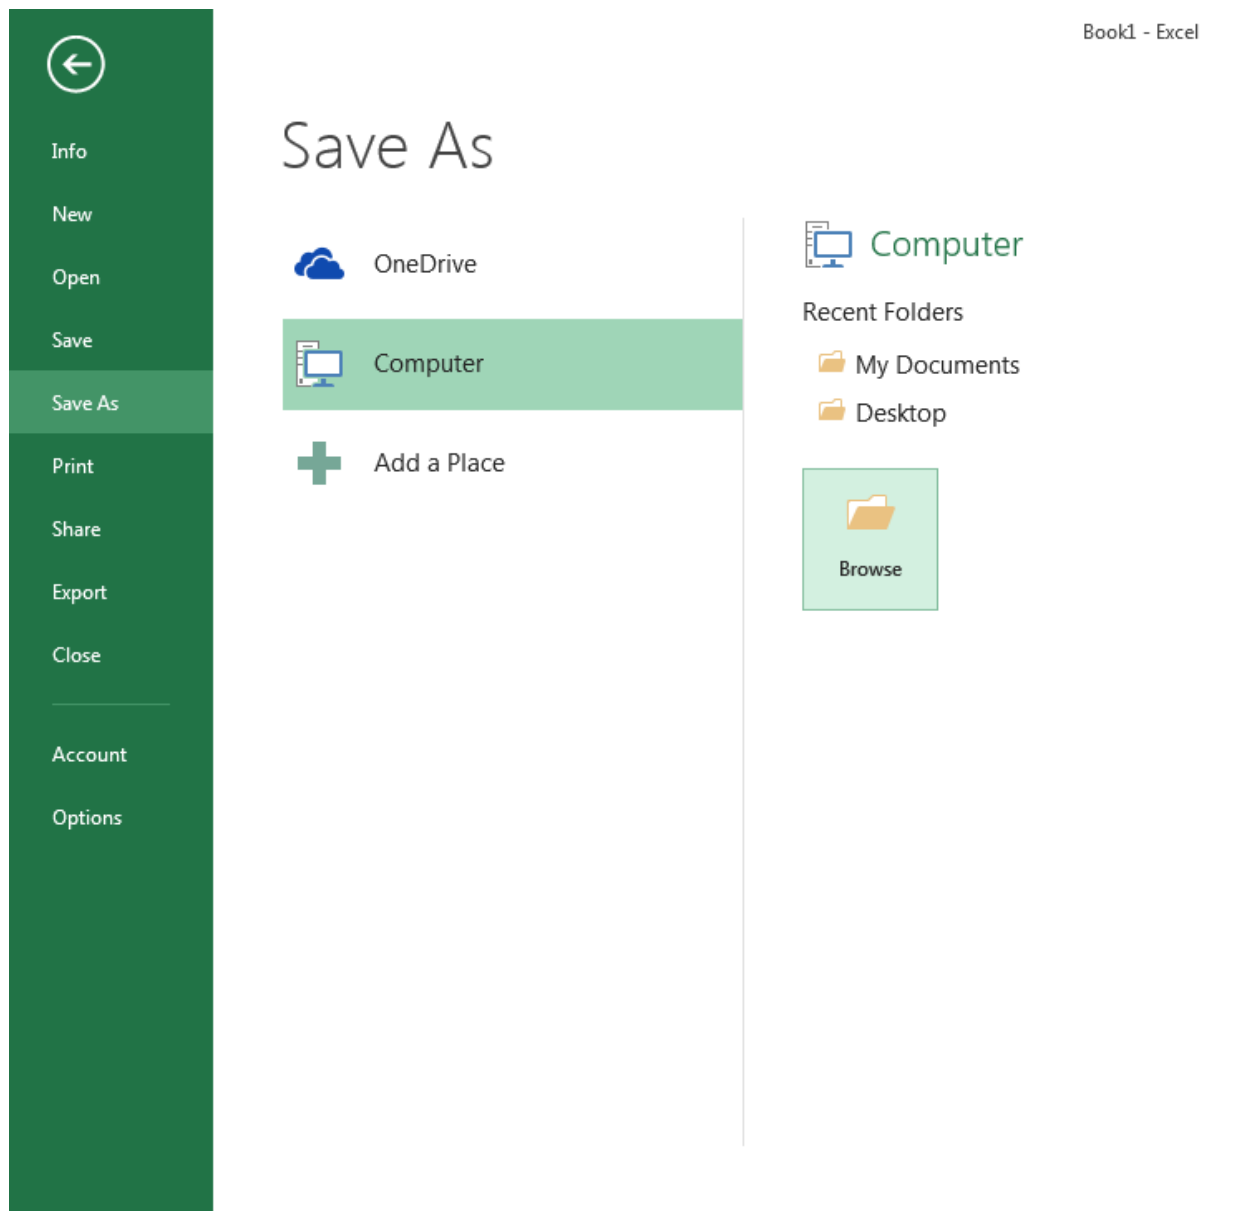 Book1 - Excel
Info
New
Open
Save
Save As
Print
Share
Export
Close
Account
Options
Save As
OneDrive
Computer
Add a Place
Computer
Recent Folders
My Documents
Desktop
Browse